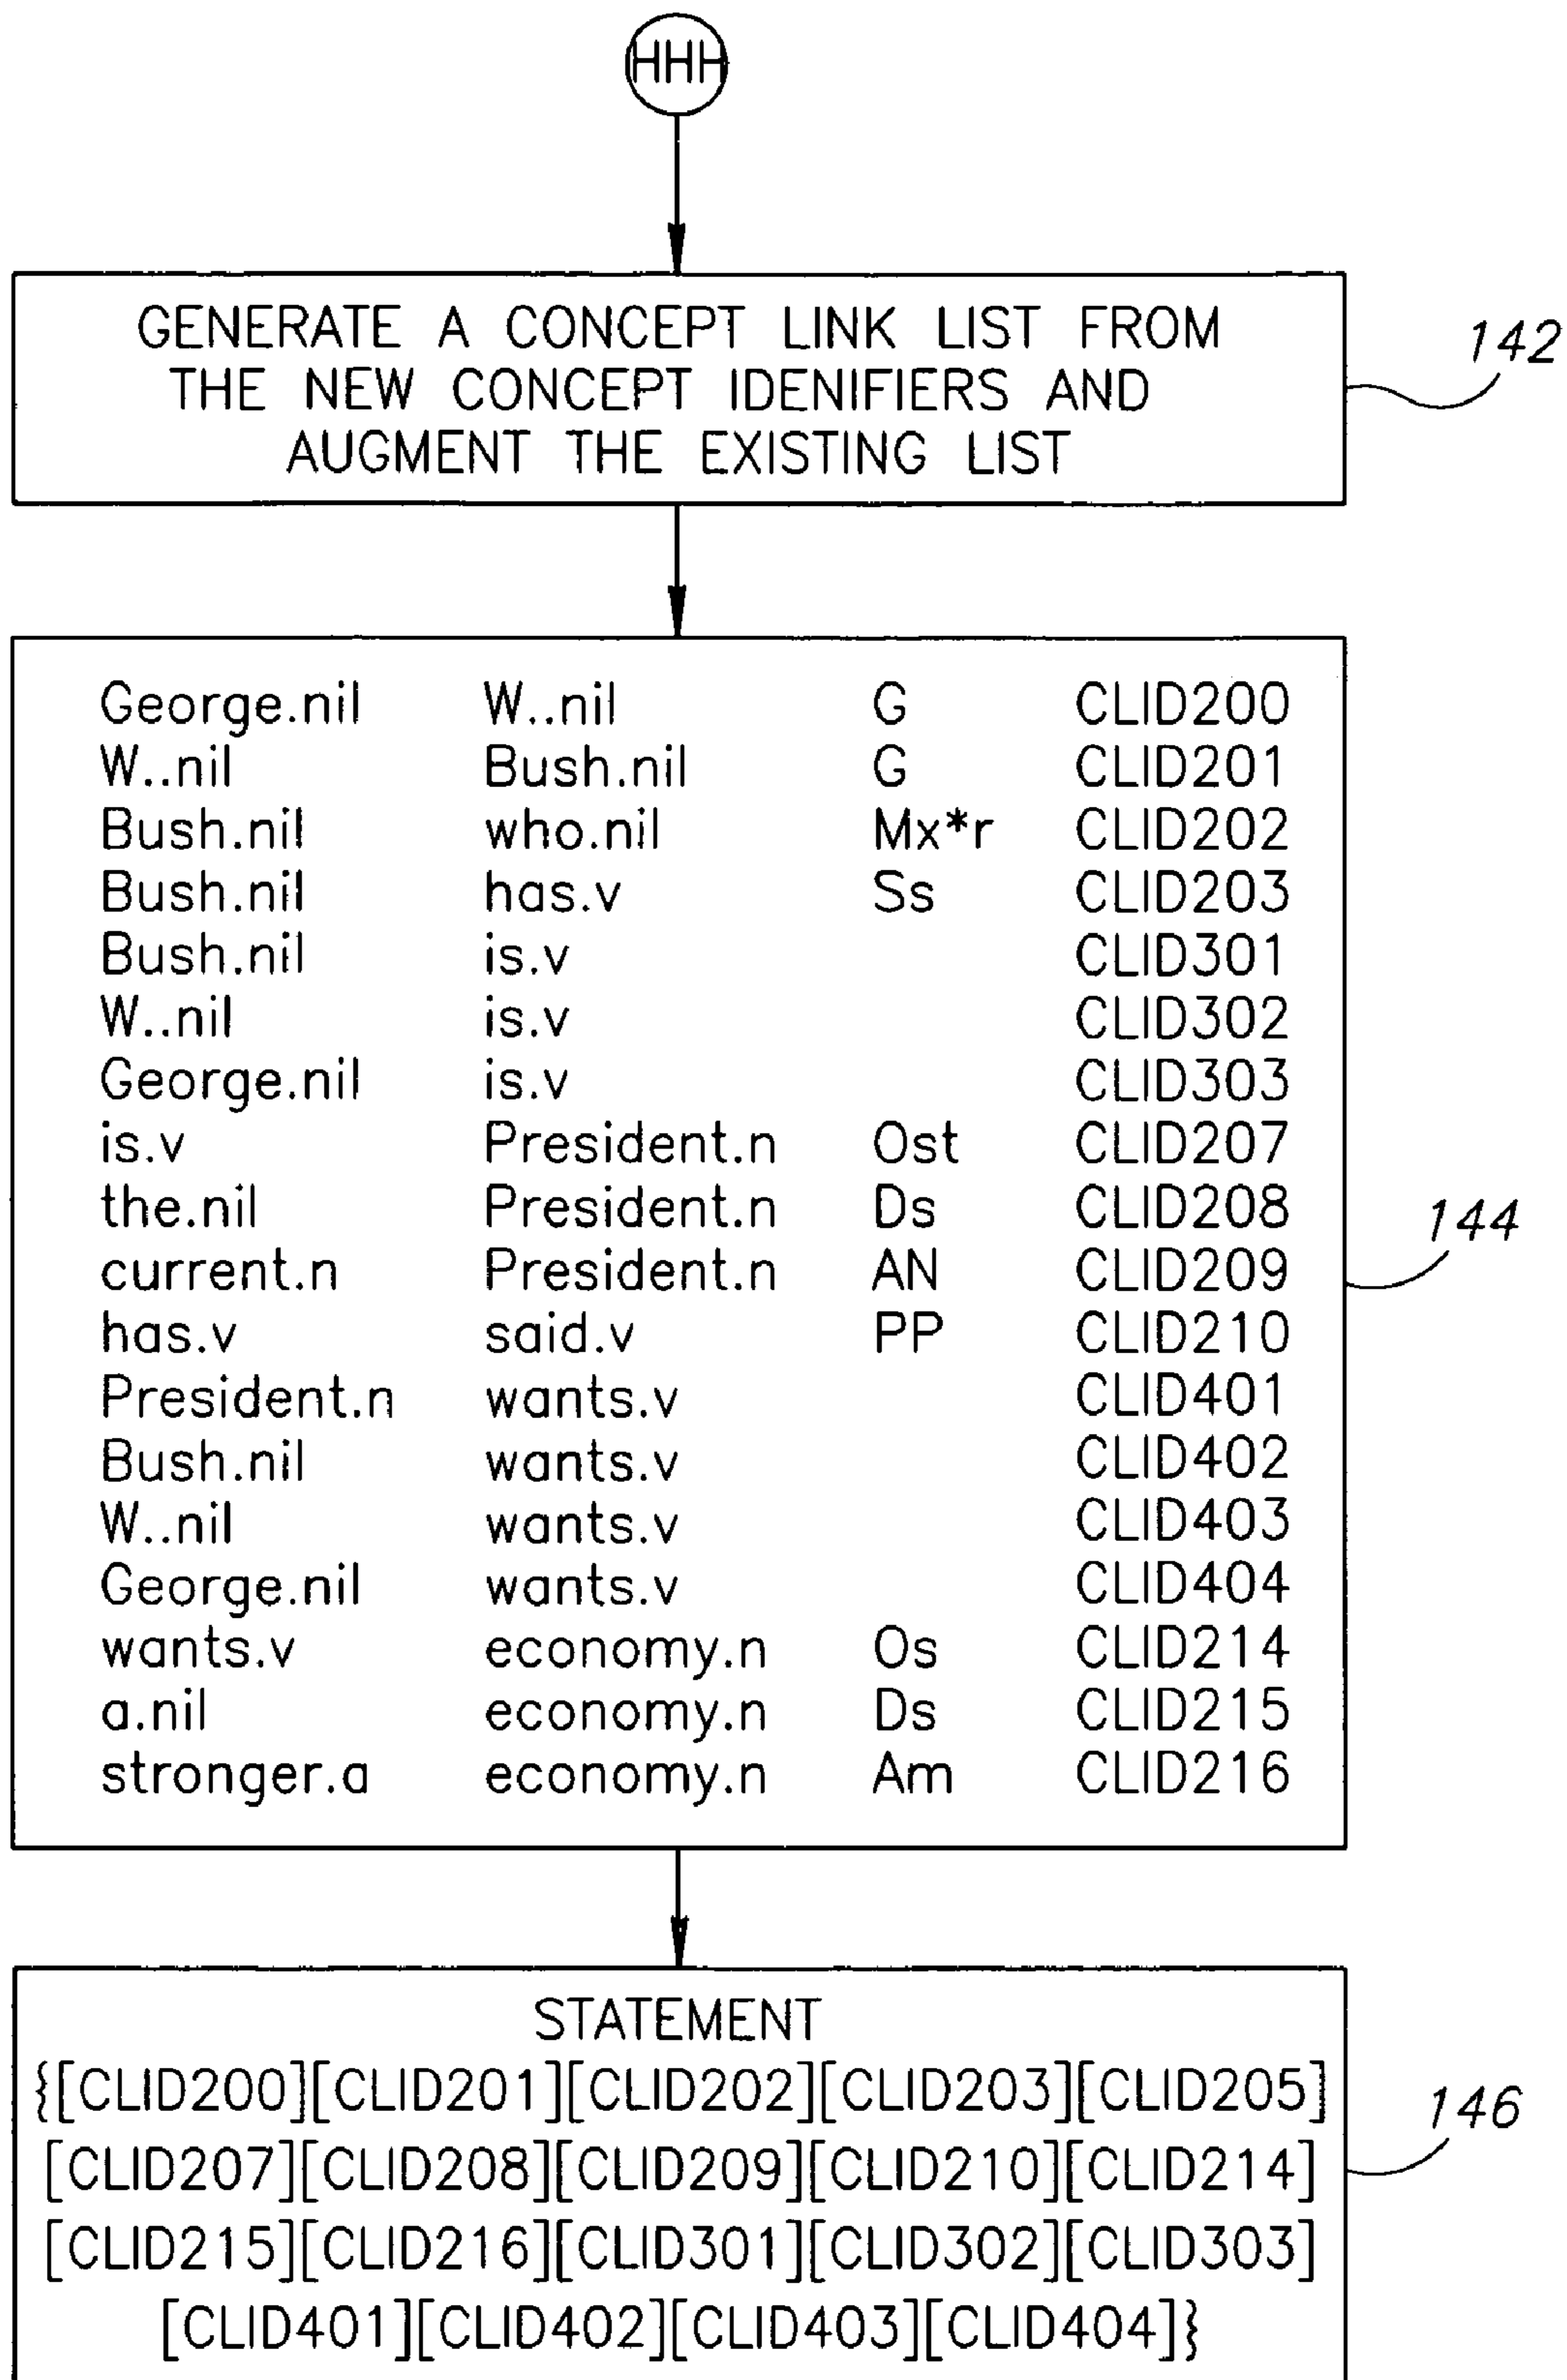 HHH
GENERATE A CONCEPT LINK LIST FROM
THE NEW CONCEPT IDENIFIERS AND
AUGMENT THE EXISTING LIST
142
George.nil W..nil G CLID200
W..nil Bush.nil G CLID201
Bush.nil who.nil Mx*r CLID202
Bush.nil has.v Ss CLID203
Bush.nil is.v CLID301
W..nil is.v CLID302
George.nil is.v CLID303
is.v President.n Ost CLID207
the.nil President.n Ds CLID208
current.n President.n AN CLID209
has.v said.v PP CLID210
President.n wants.v CLID401
Bush.nil wants.v CLID402
W..nil wants.v CLID403
George.nil wants.v CLID404
wants.v economy.n Os CLID214
a.nil economy.n Ds CLID215
stronger.a economy.n Am CLID216
144
STATEMENT
{[CLID200][CLID201][CLID202][CLID203][CLID205]
[CLID207][CLID208][CLID209][CLID210][CLID214]
[CLID215][CLID216][CLID301][CLID302][CLID303]
[CLID401][CLID402][CLID403][CLID404]}
146